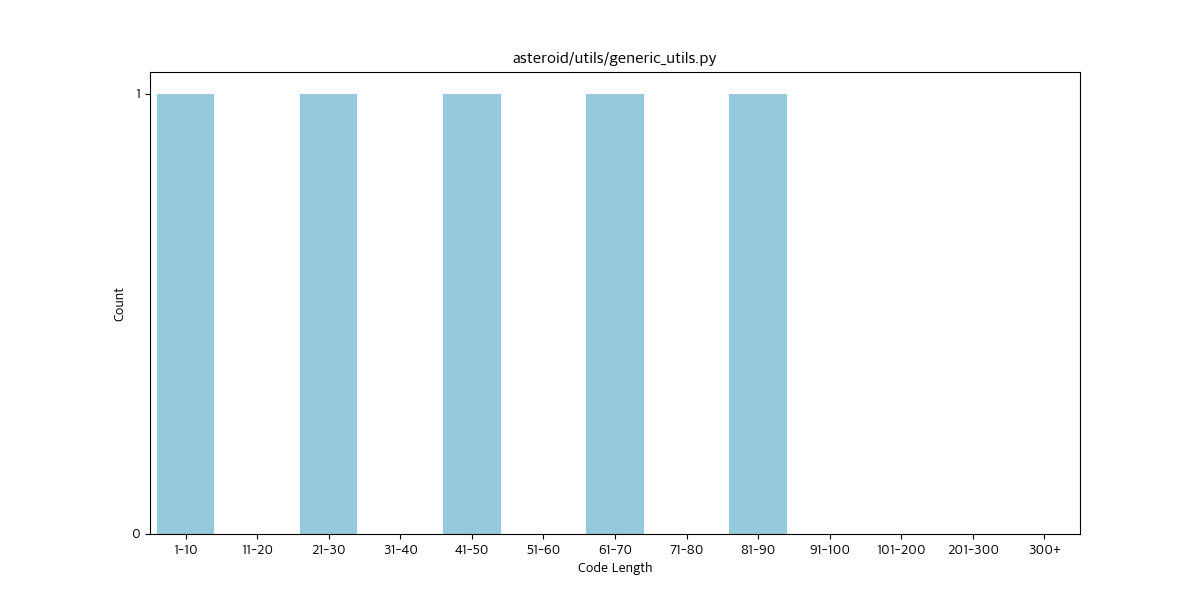 asteroid/utils/generic_utils.py
1
Count
0
1-10 11-20 21-30 31-40 41-50 51-60 61-70 71-80 81-90 91-100 101-200 201-300 300+
Code Length